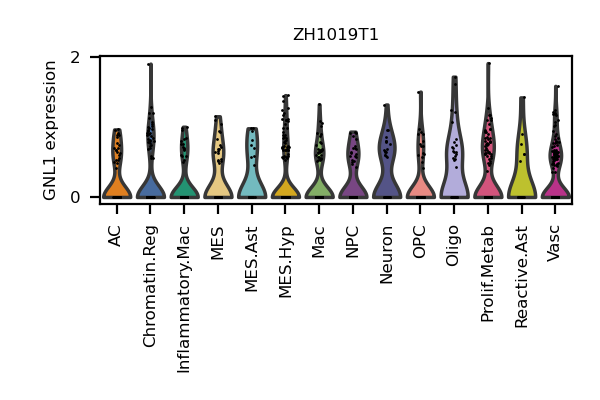 ZH1019T1
GNL1 expression
2
0
AC
Chromatin.Reg
Inflammatory.Mac
MES
MES.Ast
MES.Hyp
Mac
NPC
Neuron
OPC
Oligo
Prolif.Metab
Reactive.Ast
Vasc